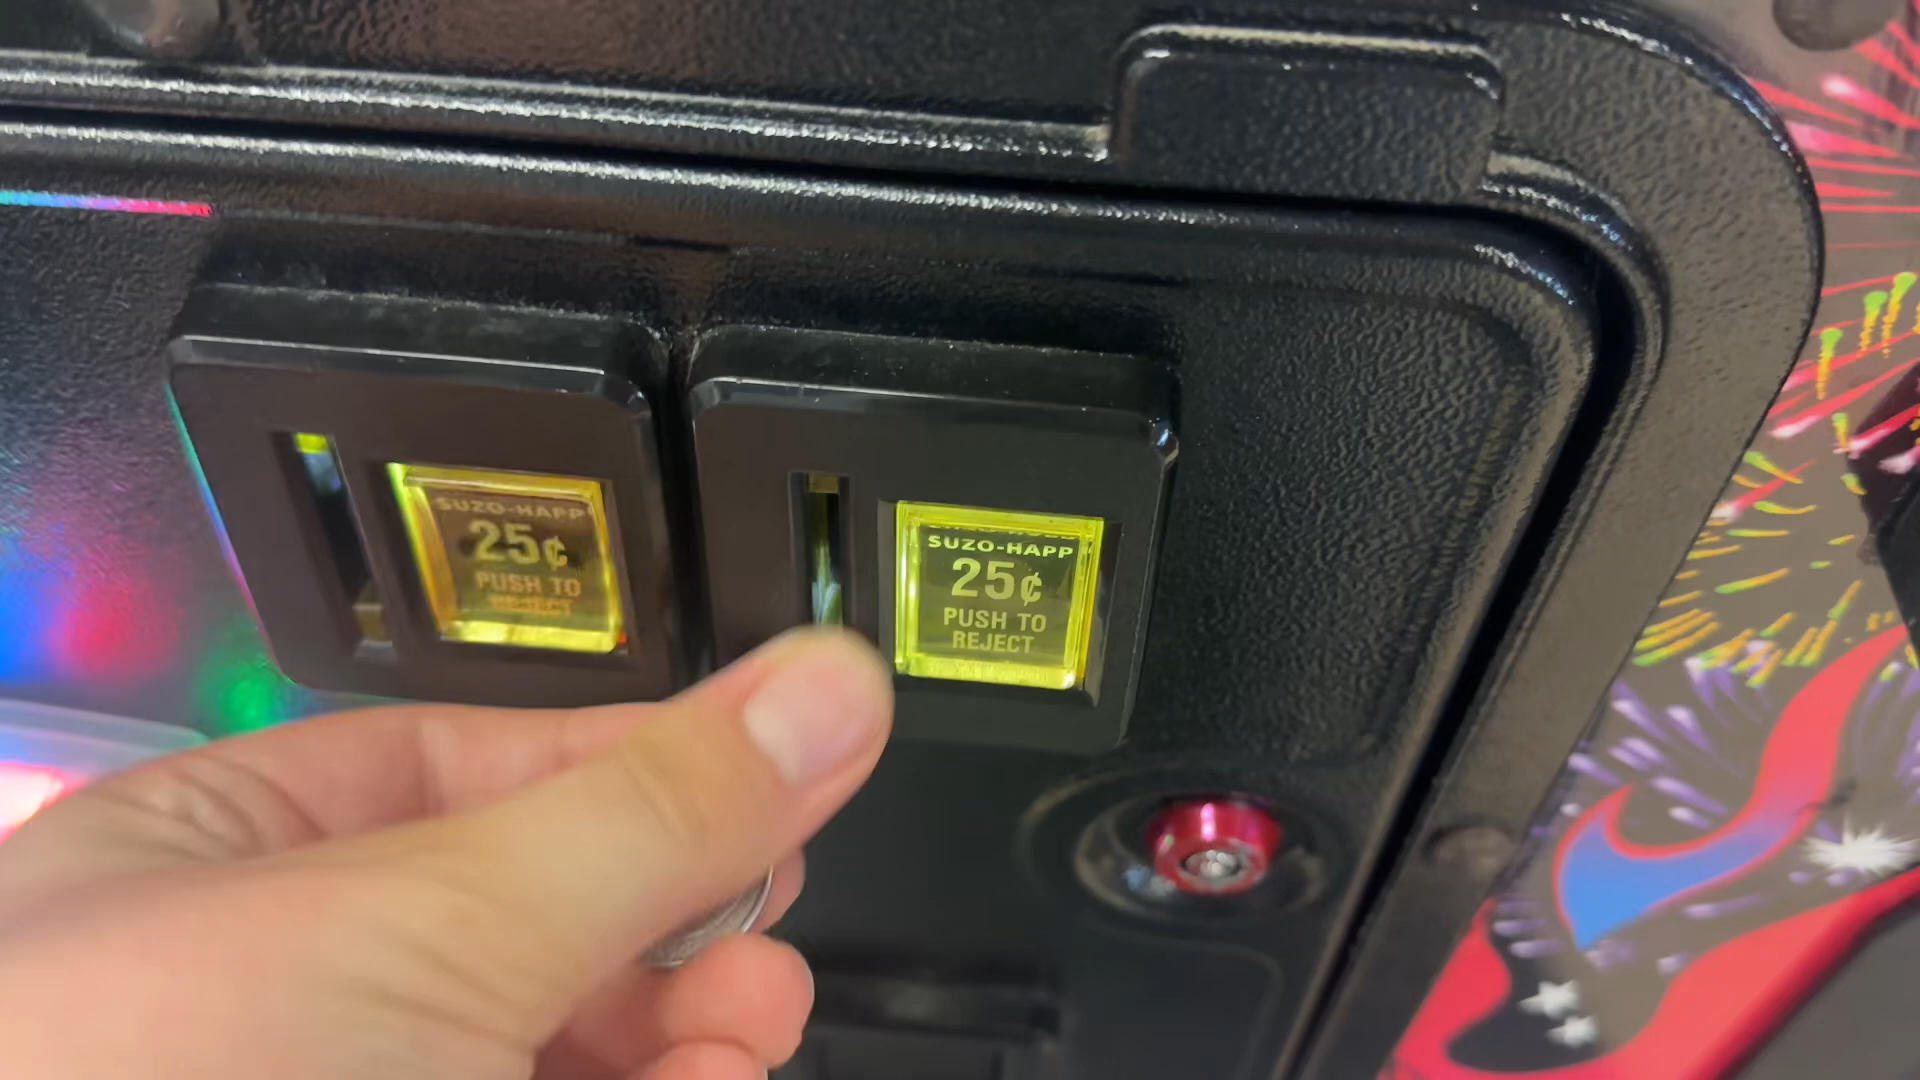 SUZO-HAPP
25¢
PUSH TO
REJECT
SUZO-HAPP
25¢
PUSH TO
REJECT